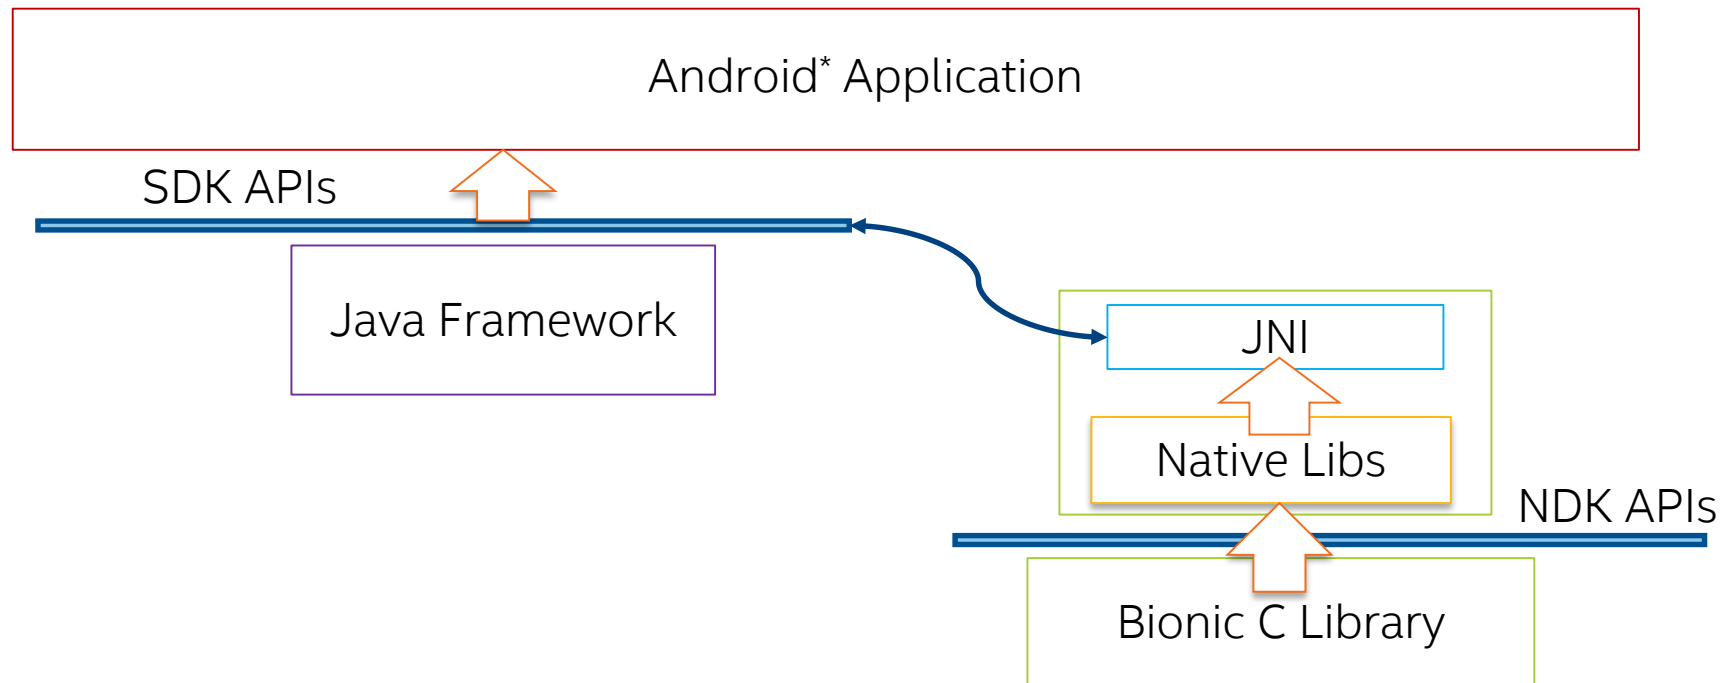 Android* Application
SDK APIs
Java Framework
JNI
Native Libs
NDK APIs
Bionic C Library